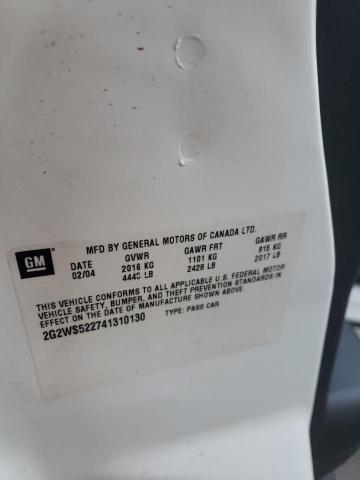 GM
MFD BY GENERAL MOTORS OF CANADA LTD.
DATE GVWR GAWR FRT GAWR RR
02/04 2016 KG 1101 KG 915 KG
4445 LB 2428 LB 2017 LB
THIS VEHICLE CONFORMS TO ALL APPLICABLE U.S. FEDERAL MOTOR
VEHICLE SAFETY, BUMPER, AND THEFT PREVENTION STANDARDS IN
EFFECT ON THE DATE OF MANUFACTURE SHOWN ABOVE.
2G2WS522741310130 TYPE: PASS CAR